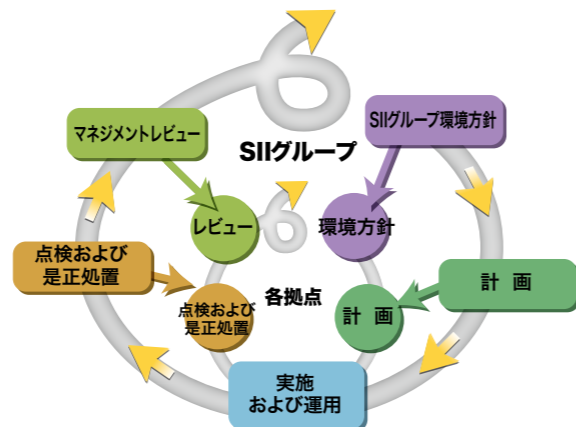 マネジメントレビュー
SIIグループ環境方針
SIIグループ
レビュー
環境方針
点検および
是正処置
計 画
各拠点
点検および
是正処置
計 画
実施
および運用